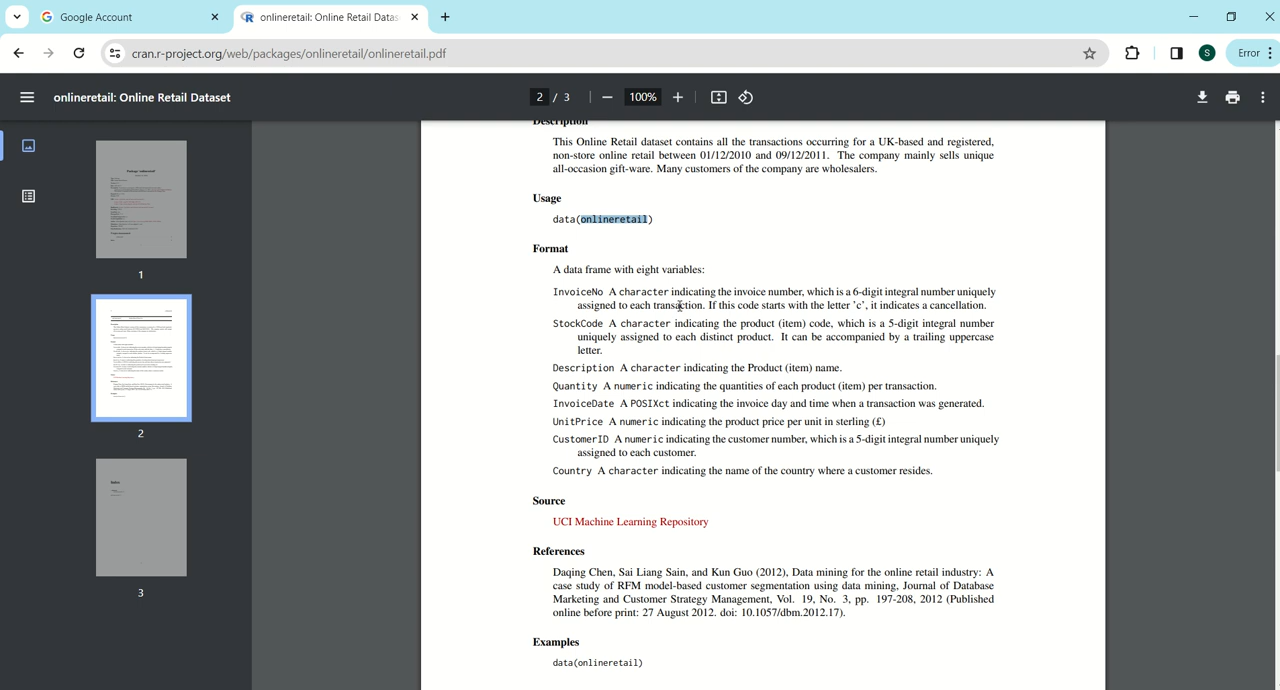 Google Account
onlineretail: Online Retail Datas
cran.r-project.org/web/packages/onlineretail/onlineretail.pdf
S
Error
onlineretail: Online Retail Dataset
2 / 3
100%
Description
This Online Retail dataset contains all the transactions occurring for a UK-based and registered,
non-store online retail between 01/12/2010 and 09/12/2011. The company mainly sells unique
all-occasion gift-ware. Many customers of the company are wholesalers.
Usage
data(onlineretail)
Format
A data frame with eight variables:
InvoiceNo A character indicating the invoice number, which is a 6-digit integral number uniquely
assigned to each transaction. If this code starts with the letter 'c', it indicates a cancellation.
StockCode A character indicating the product (item) code, which is a 5-digit integral number
uniquely assigned to each distinct product. It can be accompanied by a trailing uppercase
letter.
Description A character indicating the Product (item) name.
Quantity A numeric indicating the quantities of each product (item) per transaction.
InvoiceDate A POSIXct indicating the invoice day and time when a transaction was generated.
UnitPrice A numeric indicating the product price per unit in sterling (£)
CustomerID A numeric indicating the customer number, which is a 5-digit integral number uniquely
assigned to each customer.
Country A character indicating the name of the country where a customer resides.
Source
UCI Machine Learning Repository
References
Daqing Chen, Sai Liang Sain, and Kun Guo (2012), Data mining for the online retail industry: A
case study of RFM model-based customer segmentation using data mining, Journal of Database
Marketing and Customer Strategy Management, Vol. 19, No. 3, pp. 197-208, 2012 (Published
online before print: 27 August 2012. doi: 10.1057/dbm.2012.17).
Examples
data(onlineretail)
1
2
3